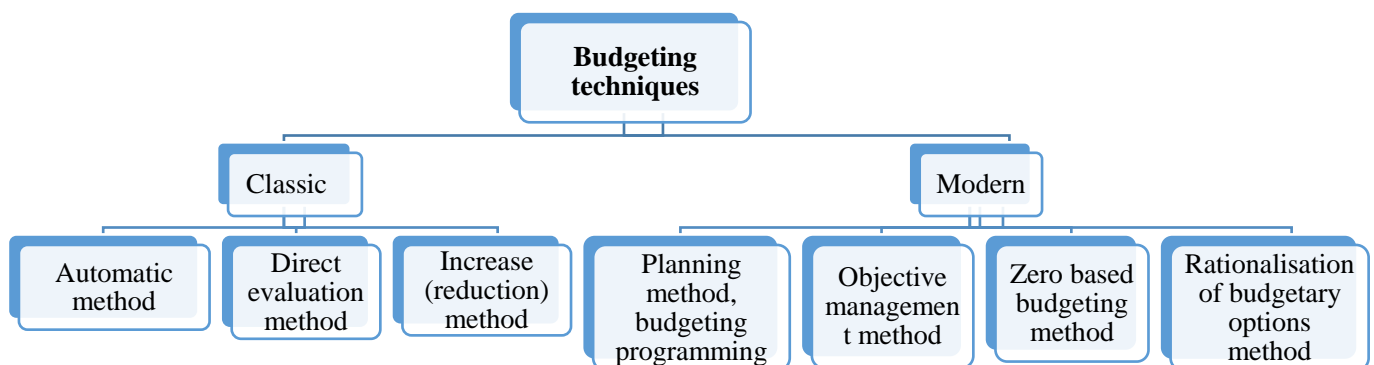 Budgeting
techniques
Classic
Modern
Automatic
method
Direct
evaluation
method
Increase
(reduction)
method
Planning
method,
budgeting
programming
Objective
managemen
t method
Zero based
budgeting
method
Rationalisation
of budgetary
options
method